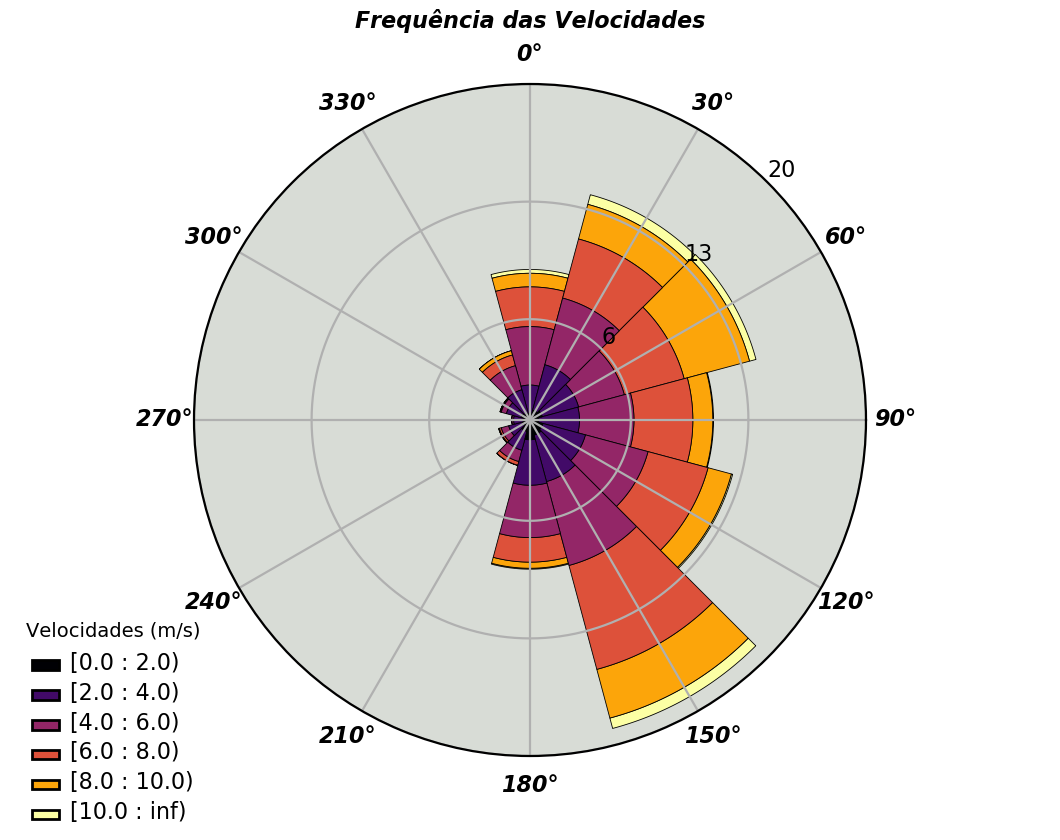 Frequência das Velocidades
0°
330°
30°
20
300°
60°
13
6
270°
90°
240°
120°
210°
150°
180°
Velocidades (m/s)
[0.0 : 2.0)
[2.0 : 4.0)
[4.0 : 6.0)
[6.0 : 8.0)
[8.0 : 10.0)
[10.0 : inf)